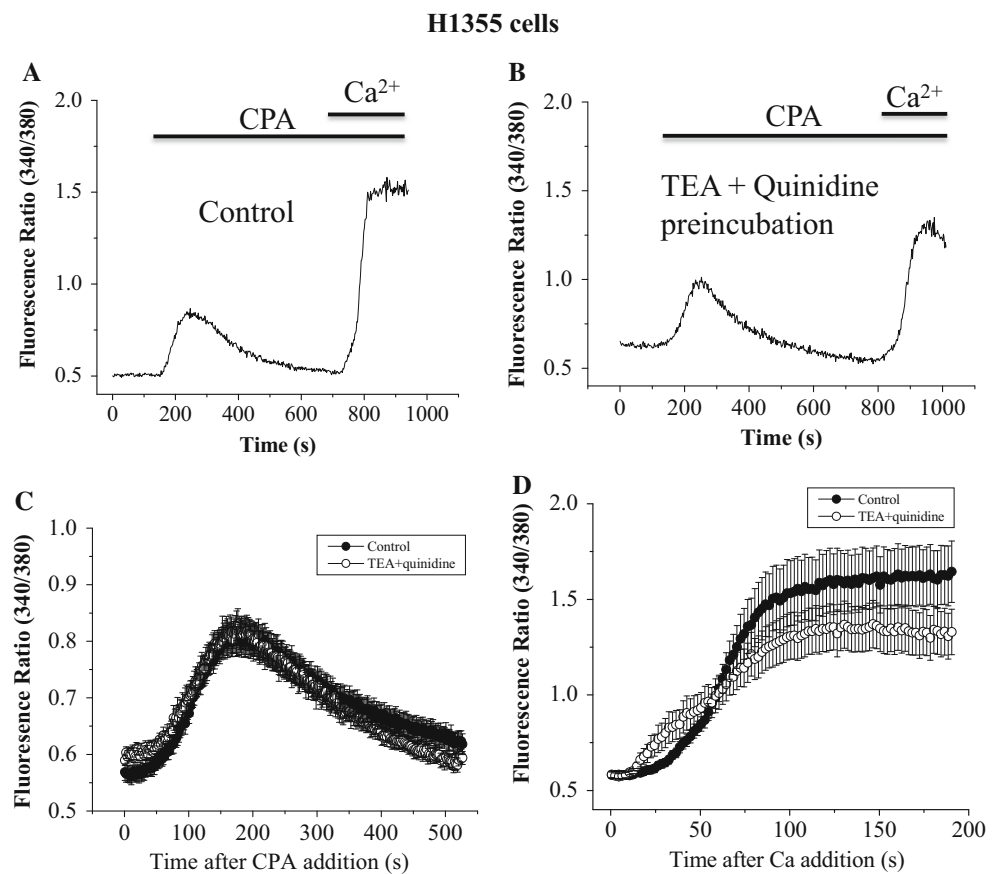 H1355 cells
A
Ca2+
CPA
Control
Fluorescence Ratio (340/380)
2.0
1.5
1.0
0.5
0 200 400 600 800 1000
Time (s)
B
Ca2+
CPA
TEA + Quinidine
preincubation
Fluorescence Ratio (340/380)
2.0
1.5
1.0
0.5
0 200 400 600 800 1000
Time (s)
C
Control
TEA+quinidine
Fluoresence Ratio (340/380)
1.0
0.9
0.8
0.7
0.6
0.5
0 100 200 300 400 500
Time after CPA addition (s)
D
Control
TEA+quinidine
Fluoresence Ratio (340/380)
2.0
1.5
1.0
0.5
0 50 100 150 200
Time after Ca addition (s)